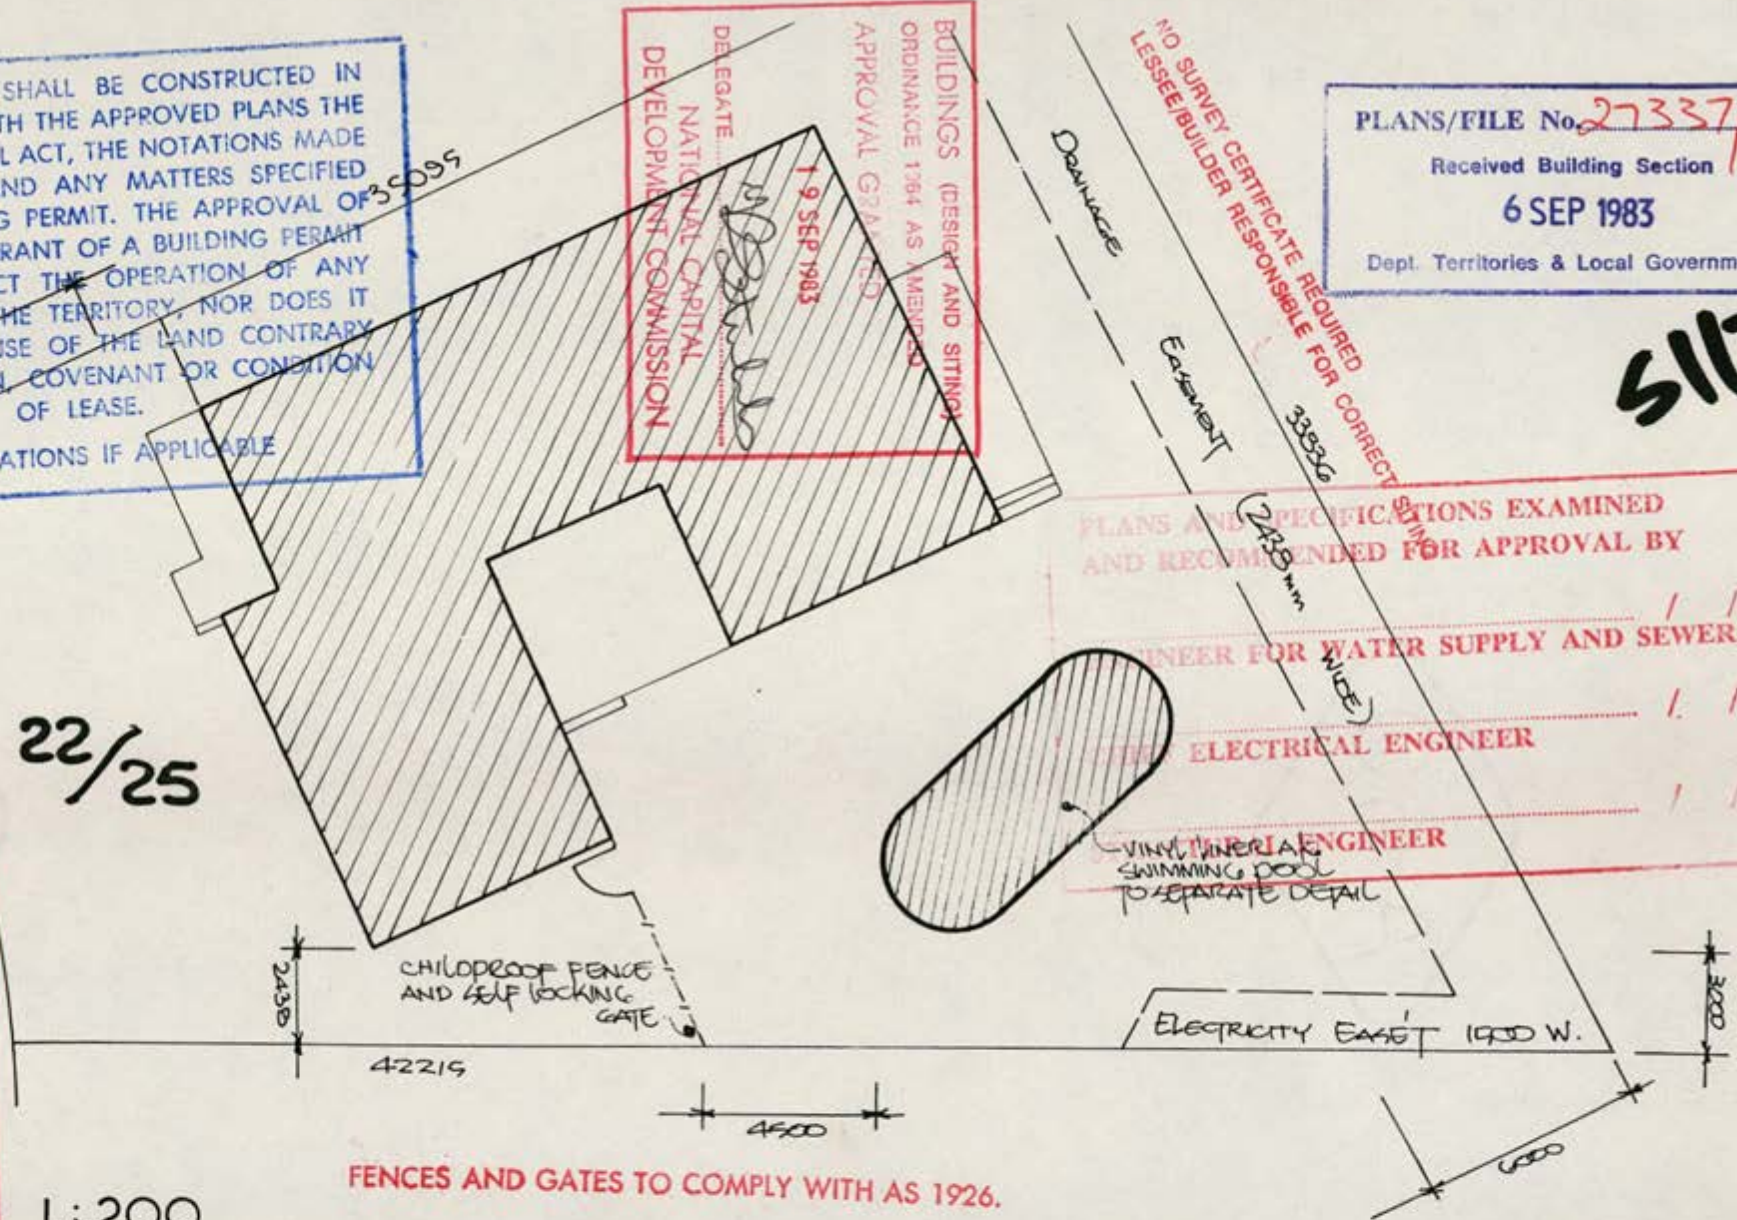 SHALL BE CONSTRUCTED IN
TH THE APPROVED PLANS THE
L ACT, THE NOTATIONS MADE
ND ANY MATTERS SPECIFIED
G PERMIT. THE APPROVAL OF
RANT OF A BUILDING PERMIT
CT THE OPERATION OF ANY
HE TERRITORY, NOR DOES IT
SE OF THE LAND CONTRARY
COVENANT OR CONDITION
OF LEASE.
ATIONS IF APPLICABLE
35095
BUILDINGS (DESIGN AND SITING)
ORDINANCE 1964 AS AMENDED
APPROVAL GRANTED
19 SEP 1983
DELEGATE
NATIONAL CAPITAL
DEVELOPMENT COMMISSION
NO SURVEY CERTIFICATE REQUIRED
LESSEE/BUILDER RESPONSIBLE FOR CORRECT SITING
PLANS/FILE No. 27337
Received Building Section
6 SEP 1983
Dept. Territories & Local Governm
DRAINAGE EASEMENT (2438mm WIDE)
33836
PLANS AND SPECIFICATIONS EXAMINED
AND RECOMMENDED FOR APPROVAL BY
/ /
INEER FOR WATER SUPPLY AND SEWER
/ /
ELECTRICAL ENGINEER
/ /
ENGINEER
22/25
VINYL LINER
SWIMMING POOL
TO SEPARATE DETAIL
CHILDPROOF FENCE
AND SELF LOCKING
GATE
2438
3000
ELECTRICITY EASE'T 1500 W.
42215
4500
6000
FENCES AND GATES TO COMPLY WITH AS 1926.
1:200